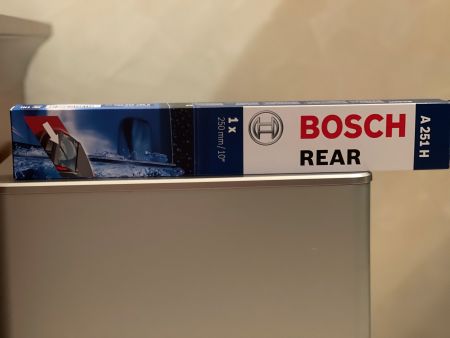 1 x
250 mm / 10"
BOSCH
REAR
A 251 H